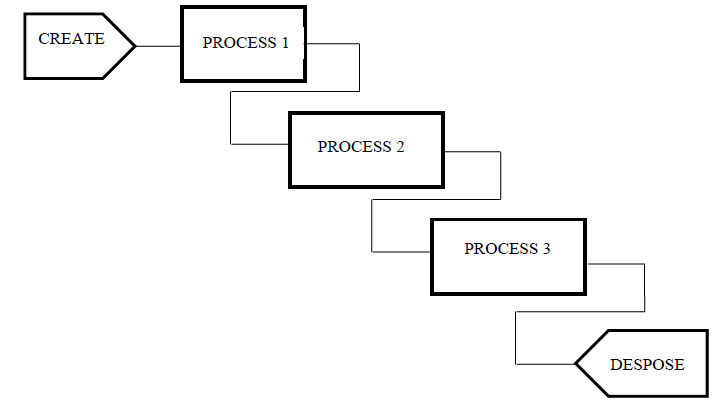 CREATE
PROCESS 1
PROCESS 2
PROCESS 3
DESPOSE